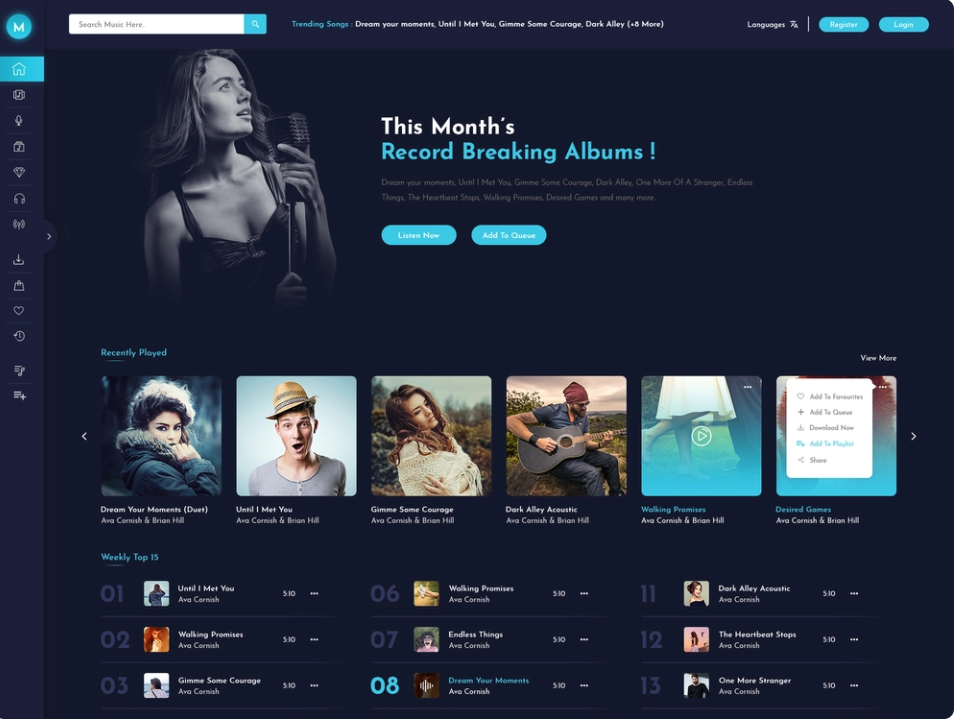 M
Search Music Here..
Trending Songs : Dream your moments, Until I Met You, Gimme Some Courage, Dark Alley (+8 More)
Languages
Register
Login
This Month's
Record Breaking Albums !
Dream your moments, Until I Met You, Gimme Some Courage, Dark Alley, One More Of A Stranger, Endless
Things, The Heartbeat Stops, Walking Promises, Desired Games and many more..
Listen Now
Add To Queue
Recently Played
View More
Add To Favourites
Add To Queue
Download Now
Add To Playlist
Share
Dream Your Moments (Duet)
Ava Cornish & Brian Hill
Until I Met You
Ava Cornish & Brian Hill
Gimme Some Courage
Ava Cornish & Brian Hill
Dark Alley Acoustic
Ava Cornish & Brian Hill
Walking Promises
Ava Cornish & Brian Hill
Desired Games
Ava Cornish & Brian Hill
Weekly Top 15
01
Until I Met You
Ava Cornish
5:10
06
Walking Promises
Ava Cornish
5:10
11
Dark Alley Acoustic
Ava Cornish
5:10
02
Walking Promises
Ava Cornish
5:10
07
Endless Things
Ava Cornish
5:10
12
The Heartbeat Stops
Ava Cornish
5:10
03
Gimme Some Courage
Ava Cornish
5:10
08
Dream Your Moments
Ava Cornish
5:10
13
One More Stranger
Ava Cornish
5:10